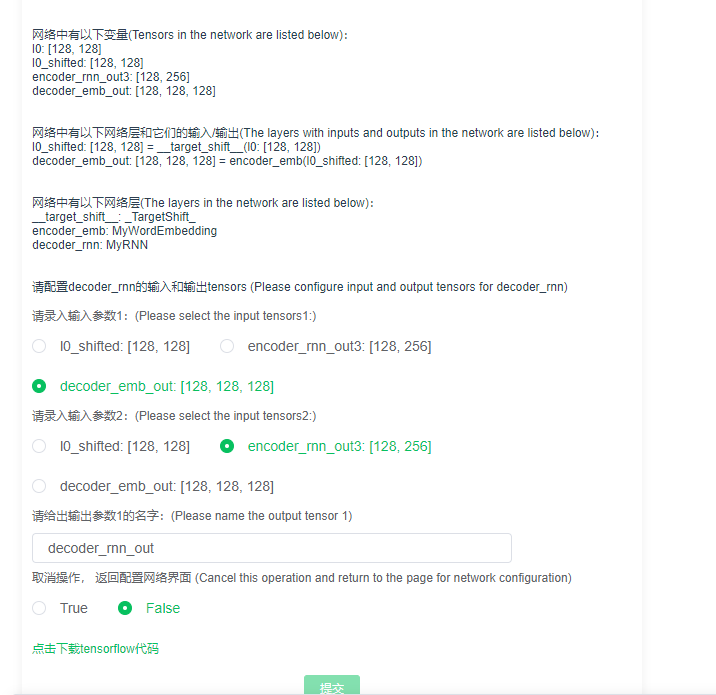 网络中有以下变量(Tensors in the network are listed below)：
l0: [128, 128]
l0_shifted: [128, 128]
encoder_rnn_out3: [128, 256]
decoder_emb_out: [128, 128, 128]
网络中有以下网络层和它们的输入/输出(The layers with inputs and outputs in the network are listed below)：
l0_shifted: [128, 128] = __target_shift__(l0: [128, 128])
decoder_emb_out: [128, 128, 128] = encoder_emb(l0_shifted: [128, 128])
网络中有以下网络层(The layers in the network are listed below)：
__target_shift__: _TargetShift_
encoder_emb: MyWordEmbedding
decoder_rnn: MyRNN
请配置decoder_rnn的输入和输出tensors (Please configure input and output tensors for decoder_rnn)
请录入输入参数1：(Please select the input tensors1:)
l0_shifted: [128, 128] encoder_rnn_out3: [128, 256]
decoder_emb_out: [128, 128, 128]
请录入输入参数2：(Please select the input tensors2:)
l0_shifted: [128, 128] encoder_rnn_out3: [128, 256]
decoder_emb_out: [128, 128, 128]
请给出输出参数1的名字：(Please name the output tensor 1)
decoder_rnn_out
取消操作， 返回配置网络界面 (Cancel this operation and return to the page for network configuration)
True False
点击下载tensorflow代码
提交